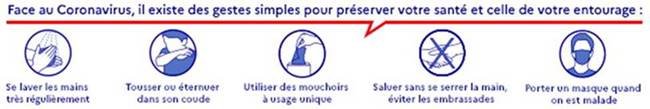 Face au Coronavirus, il existe des gestes simples pour préserver votre santé et celle de votre entourage :
Se laver les mains
très régulièrement
Tousser ou éternuer
dans son coude
Utiliser des mouchoirs
à usage unique
Saluer sans se serrer la main,
éviter les embrassades
Porter un masque quand
on est malade